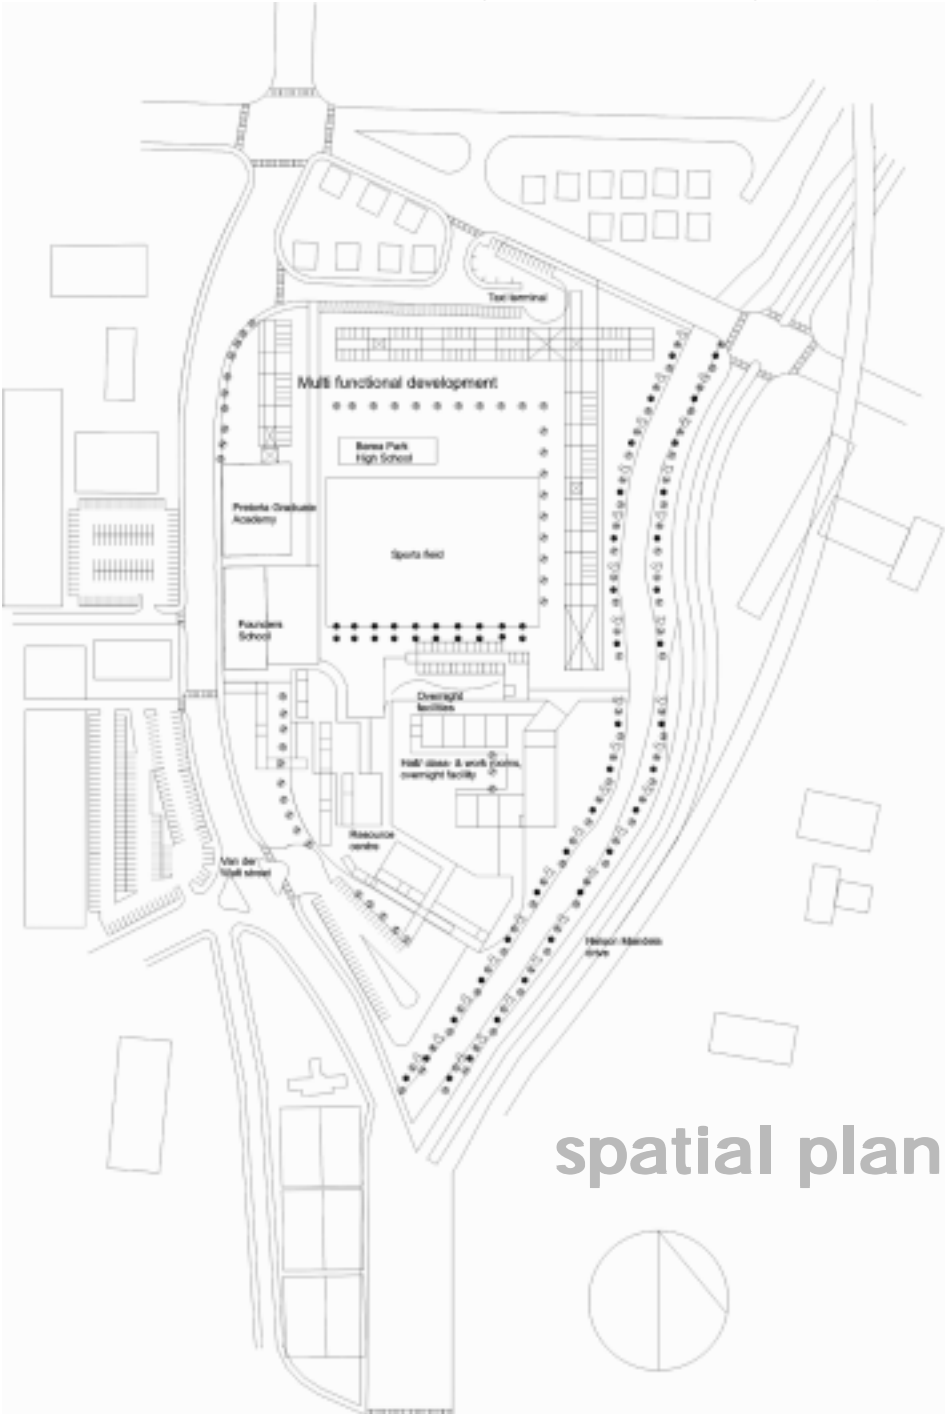 Taxi terminal
Multi functional development
Berea Park
High School
Pretoria Graduate
Academy
Sports field
Founders
School
Overnight
facilities
Hall/ class- & work rooms,
overnight facility
Resource
centre
Van der
Walt street
Nelson Mandela
drive
spatial plan